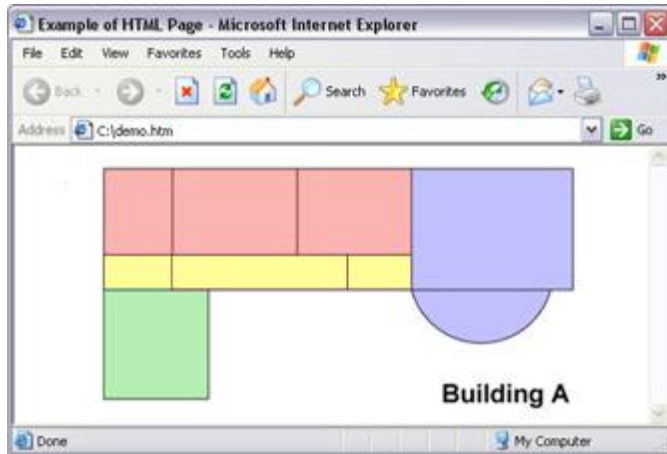 Example of HTML Page - Microsoft Internet Explorer
File Edit View Favorites Tools Help
Back Search Favorites »
Address C:\demo.htm Go
Building A
Done My Computer